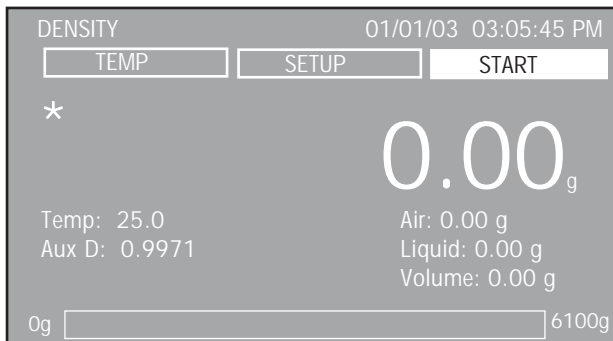 DENSITY 01/01/03 03:05:45 PM
TEMP SETUP START
*
0.00g
Temp: 25.0 Air: 0.00 g
Aux D: 0.9971 Liquid: 0.00 g
Volume: 0.00 g
0g 6100g